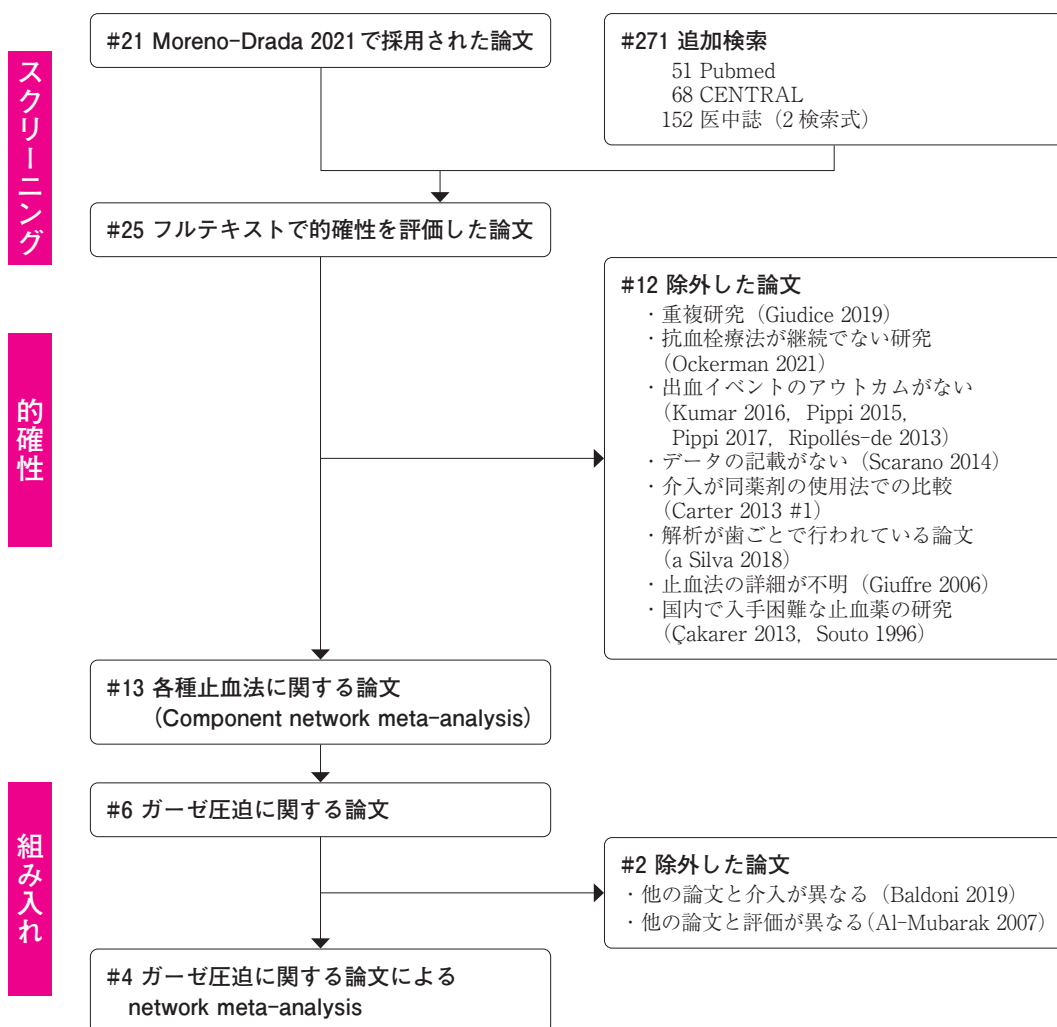 スクリーニング
#21 Moreno-Drada 2021で採用された論文
#271 追加検索
51 Pubmed
68 CENTRAL
152 医中誌（2検索式）
#25 フルテキストで的確性を評価した論文
的確性
#12 除外した論文
・重複研究（Giudice 2019）
・抗血栓療法が継続でない研究
（Ockerman 2021）
・出血イベントのアウトカムがない
（Kumar 2016，Pippi 2015，
Pippi 2017，Ripollés-de 2013）
・データの記載がない（Scarano 2014）
・介入が同薬剤の使用法での比較
（Carter 2013 #1）
・解析が歯ごとで行われている論文
（a Silva 2018）
・止血法の詳細が不明（Giuffre 2006）
・国内で入手困難な止血薬の研究
（Çakarer 2013，Souto 1996）
#13 各種止血法に関する論文
（Component network meta-analysis）
組み入れ
#6 ガーゼ圧迫に関する論文
#2 除外した論文
・他の論文と介入が異なる（Baldoni 2019）
・他の論文と評価が異なる（Al-Mubarak 2007）
#4 ガーゼ圧迫に関する論文による
network meta-analysis